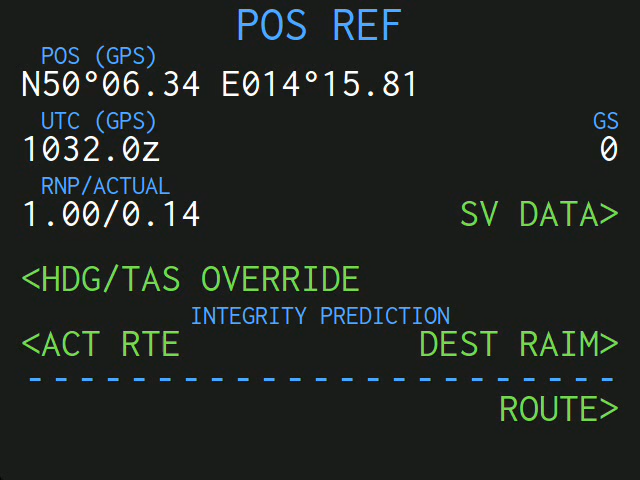 POS REF
POS (GPS)
N50°06.34 E014°15.81
UTC (GPS) GS
1032.0z 0
RNP/ACTUAL
1.00/0.14 SV DATA>
<HDG/TAS OVERRIDE
INTEGRITY PREDICTION
<ACT RTE DEST RAIM>
------------------------
ROUTE>